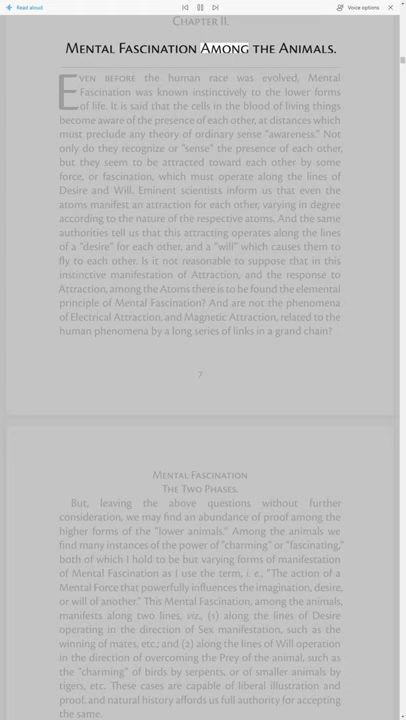 Read aloud
Voice options
CHAPTER II.
MENTAL FASCINATION AMONG THE ANIMALS.
EVEN BEFORE the human race was evolved, Mental
Fascination was known instinctively to the lower forms
of life. It is said that the cells in the blood of living things
become aware of the presence of each other, at distances which
must preclude any theory of ordinary sense "awareness." Not
only do they recognize or "sense" the presence of each other,
but they seem to be attracted toward each other by some
force, or fascination, which must operate along the lines of
Desire and Will. Eminent scientists inform us that even the
atoms manifest an attraction for each other, varying in degree
according to the nature of the respective atoms. And the same
authorities tell us that this attracting operates along the lines
of a "desire" for each other, and a "will" which causes them to
fly to each other. Is it not reasonable to suppose that in this
instinctive manifestation of Attraction, and the response to
Attraction, among the Atoms there is to be found the elemental
principle of Mental Fascination? And are not the phenomena
of Electrical Attraction, and Magnetic Attraction, related to the
human phenomena by a long series of links in a grand chain?
7
MENTAL FASCINATION
THE TWO PHASES.
But, leaving the above questions without further
consideration, we may find an abundance of proof among the
higher forms of the "lower animals." Among the animals we
find many instances of the power of "charming" or "fascinating,"
both of which I hold to be but varying forms of manifestation
of Mental Fascination as I use the term, i. e., "The action of a
Mental Force that powerfully influences the imagination, desire,
or will of another." This Mental Fascination, among the animals,
manifests along two lines, viz., (1) along the lines of Desire
operating in the direction of Sex manifestation, such as the
winning of mates, etc.; and (2) along the lines of Will operation
in the direction of overcoming the Prey of the animal, such as
the "charming" of birds by serpents, or of smaller animals by
tigers, etc. These cases are capable of liberal illustration and
proof, and natural history affords us full authority for accepting
the same.